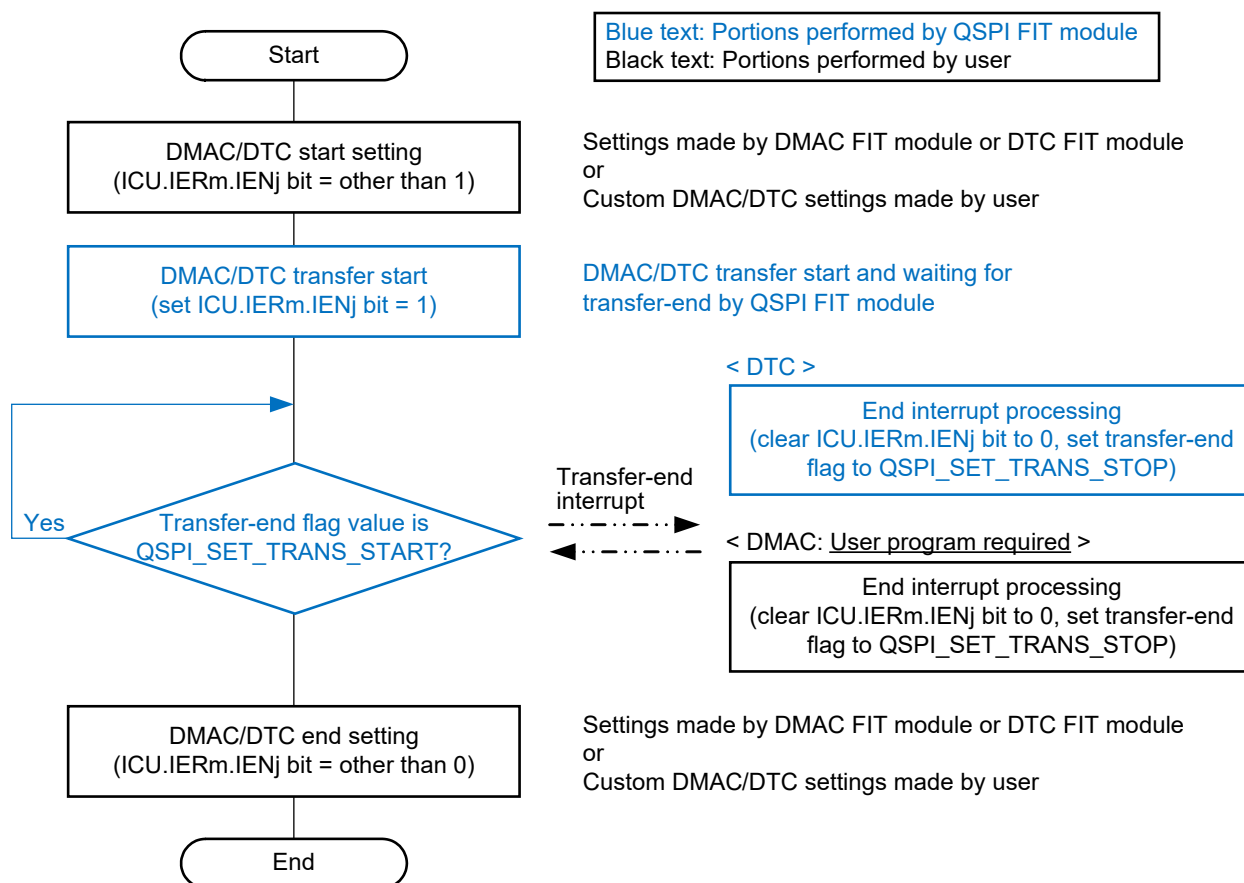 Start
Blue text: Portions performed by QSPI FIT module
Black text: Portions performed by user
DMAC/DTC start setting
(ICU.IERm.IENj bit = other than 1)
Settings made by DMAC FIT module or DTC FIT module
or
Custom DMAC/DTC settings made by user
DMAC/DTC transfer start
(set ICU.IERm.IENj bit = 1)
DMAC/DTC transfer start and waiting for
transfer-end by QSPI FIT module
< DTC >
End interrupt processing
(clear ICU.IERm.IENj bit to 0, set transfer-end
flag to QSPI_SET_TRANS_STOP)
Transfer-end
interrupt
Yes
Transfer-end flag value is
QSPI_SET_TRANS_START?
< DMAC: User program required >
End interrupt processing
(clear ICU.IERm.IENj bit to 0, set transfer-end
flag to QSPI_SET_TRANS_STOP)
DMAC/DTC end setting
(ICU.IERm.IENj bit = other than 0)
Settings made by DMAC FIT module or DTC FIT module
or
Custom DMAC/DTC settings made by user
End